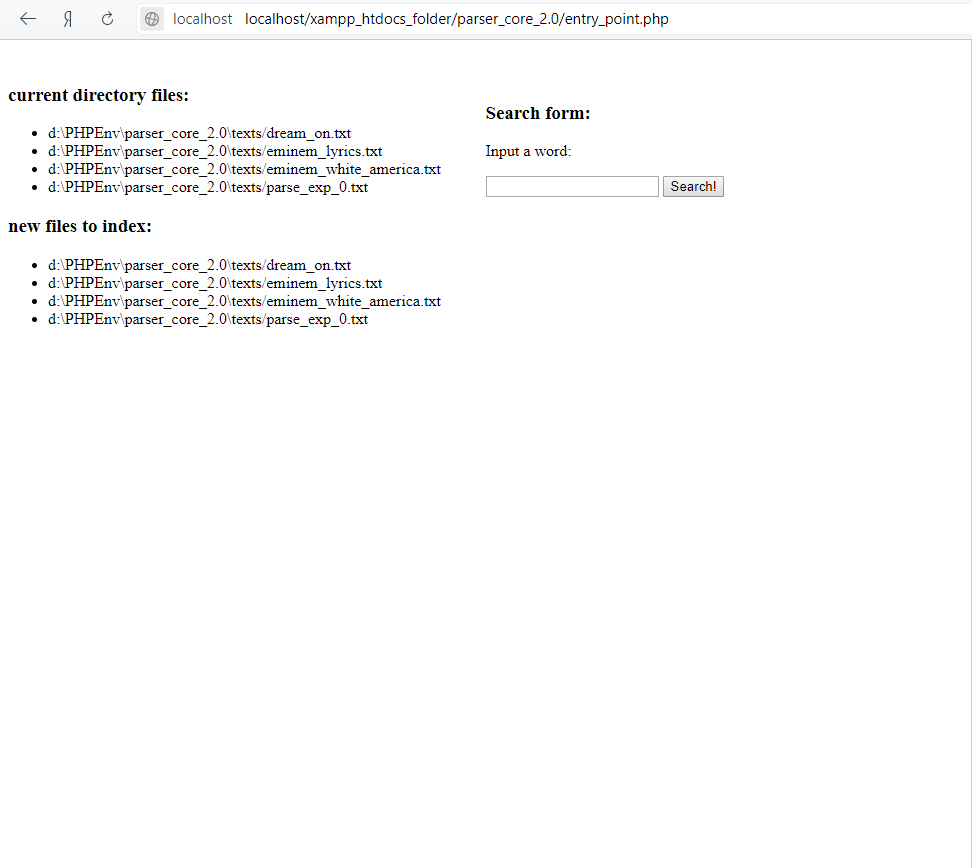 Я localhost localhost/xampp_htdocs_folder/parser_core_2.0/entry_point.php
current directory files:
d:\PHPEnv\parser_core_2.0\texts/dream_on.txt
d:\PHPEnv\parser_core_2.0\texts/eminem_lyrics.txt
d:\PHPEnv\parser_core_2.0\texts/eminem_white_america.txt
d:\PHPEnv\parser_core_2.0\texts/parse_exp_0.txt
new files to index:
d:\PHPEnv\parser_core_2.0\texts/dream_on.txt
d:\PHPEnv\parser_core_2.0\texts/eminem_lyrics.txt
d:\PHPEnv\parser_core_2.0\texts/eminem_white_america.txt
d:\PHPEnv\parser_core_2.0\texts/parse_exp_0.txt
Search form:
Input a word:
Search!